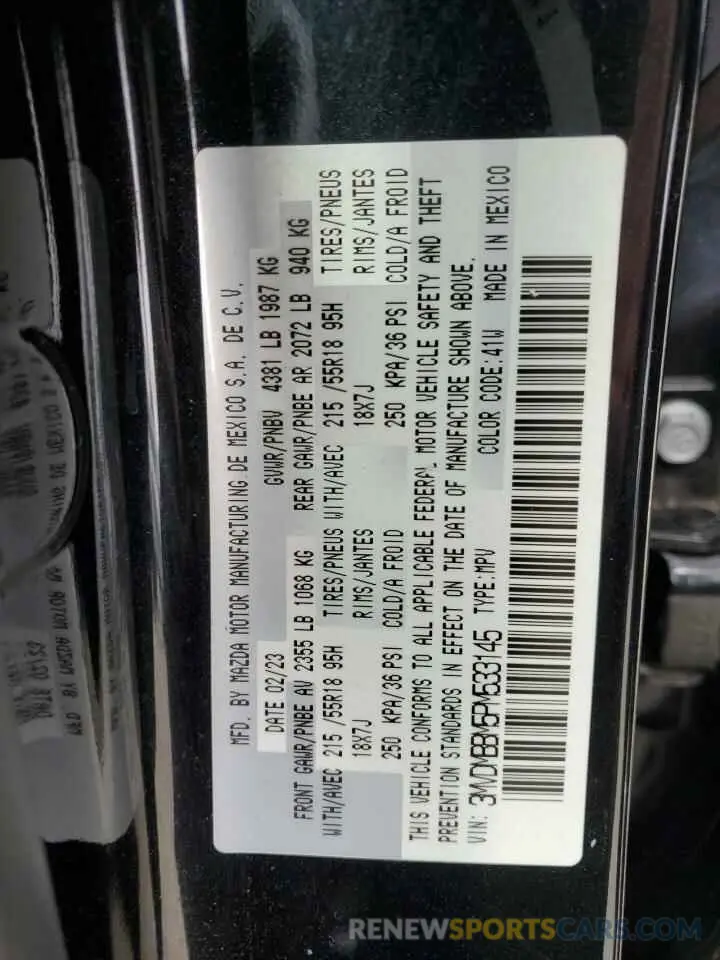 MFD. BY MAZDA MOTOR MANUFACTURING DE MEXICO S.A. DE C.V.
DATE 02/23 GVWR/PNBV 4381 LB 1987 KG
FRONT GAWR/PNBE AV 2355 LB 1068 KG REAR GAWR/PNBE AR 2072 LB 940 KG
WITH/AVEC 215 /55R18 95H TIRES/PNEUS WITH/AVEC 215 /55R18 95H TIRES/PNEUS
18X7J RIMS/JANTES 18X7J RIMS/JANTES
250 KPA/36 PSI COLD/A FROID 250 KPA/36 PSI COLD/A FROID
THIS VEHICLE CONFORMS TO ALL APPLICABLE FEDERAL MOTOR VEHICLE SAFETY AND THEFT
PREVENTION STANDARDS IN EFFECT ON THE DATE OF MANUFACTURE SHOWN ABOVE.
VIN: 3MVDMBBM5PM533145 TYPE:MPV COLOR CODE:41W MADE IN MEXICO
RENEWSPORTSCARS.COM